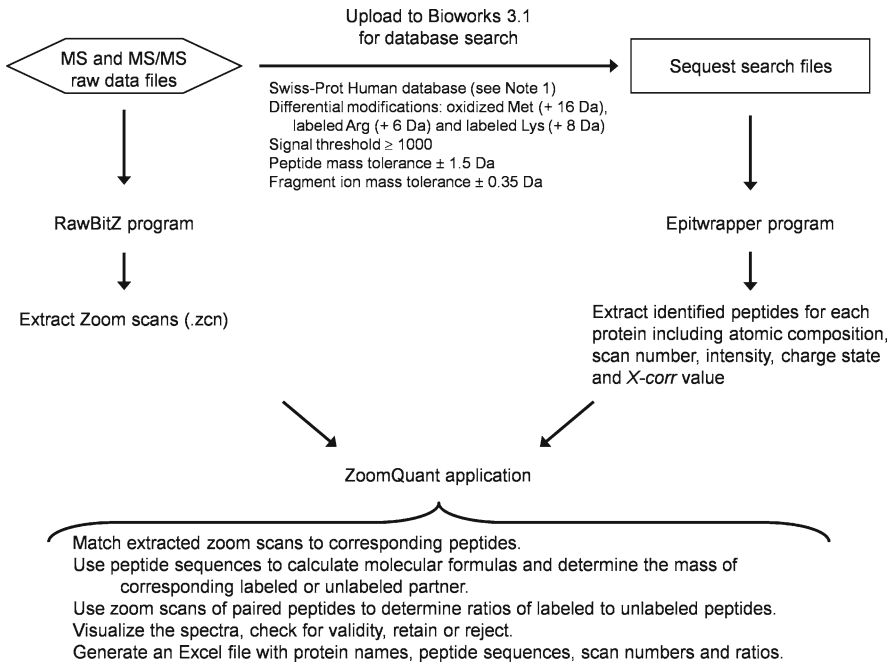 Upload to Bioworks 3.1
for database search
MS and MS/MS
raw data files
Sequest search files
Swiss-Prot Human database (see Note 1)
Differential modifications: oxidized Met (+ 16 Da),
labeled Arg (+ 6 Da) and labeled Lys (+ 8 Da)
Signal threshold ≥ 1000
Peptide mass tolerance ± 1.5 Da
Fragment ion mass tolerance ± 0.35 Da
RawBitZ program
Epitwrapper program
Extract Zoom scans (.zcn)
Extract identified peptides for each
protein including atomic composition,
scan number, intensity, charge state
and X-corr value
ZoomQuant application
Match extracted zoom scans to corresponding peptides.
Use peptide sequences to calculate molecular formulas and determine the mass of
corresponding labeled or unlabeled partner.
Use zoom scans of paired peptides to determine ratios of labeled to unlabeled peptides.
Visualize the spectra, check for validity, retain or reject.
Generate an Excel file with protein names, peptide sequences, scan numbers and ratios.